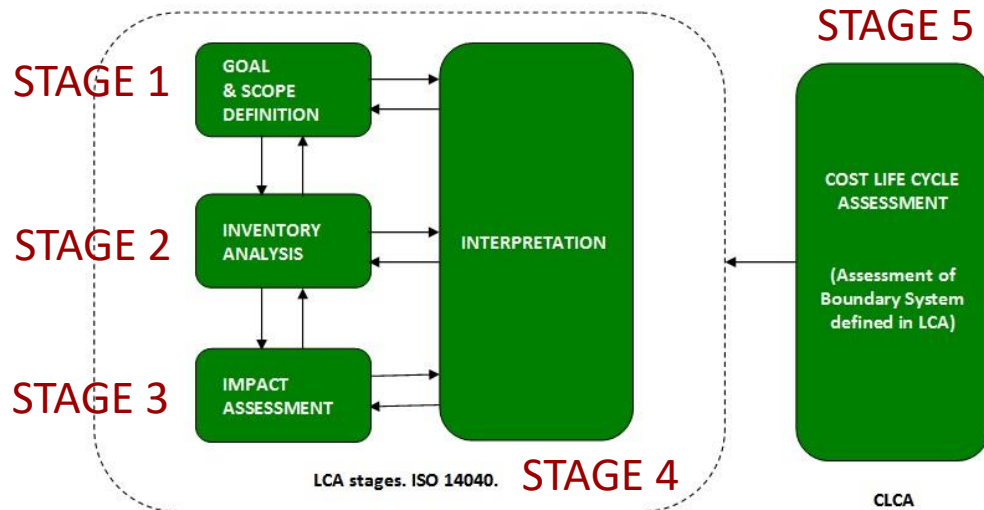 STAGE 5
STAGE 1
GOAL
& SCOPE
DEFINITION
STAGE 2
INVENTORY
ANALYSIS
INTERPRETATION
COST LIFE CYCLE
ASSESSMENT
(Assessment of
Boundary System
defined in LCA)
STAGE 3
IMPACT
ASSESSMENT
LCA stages. ISO 14040.
STAGE 4
CLCA